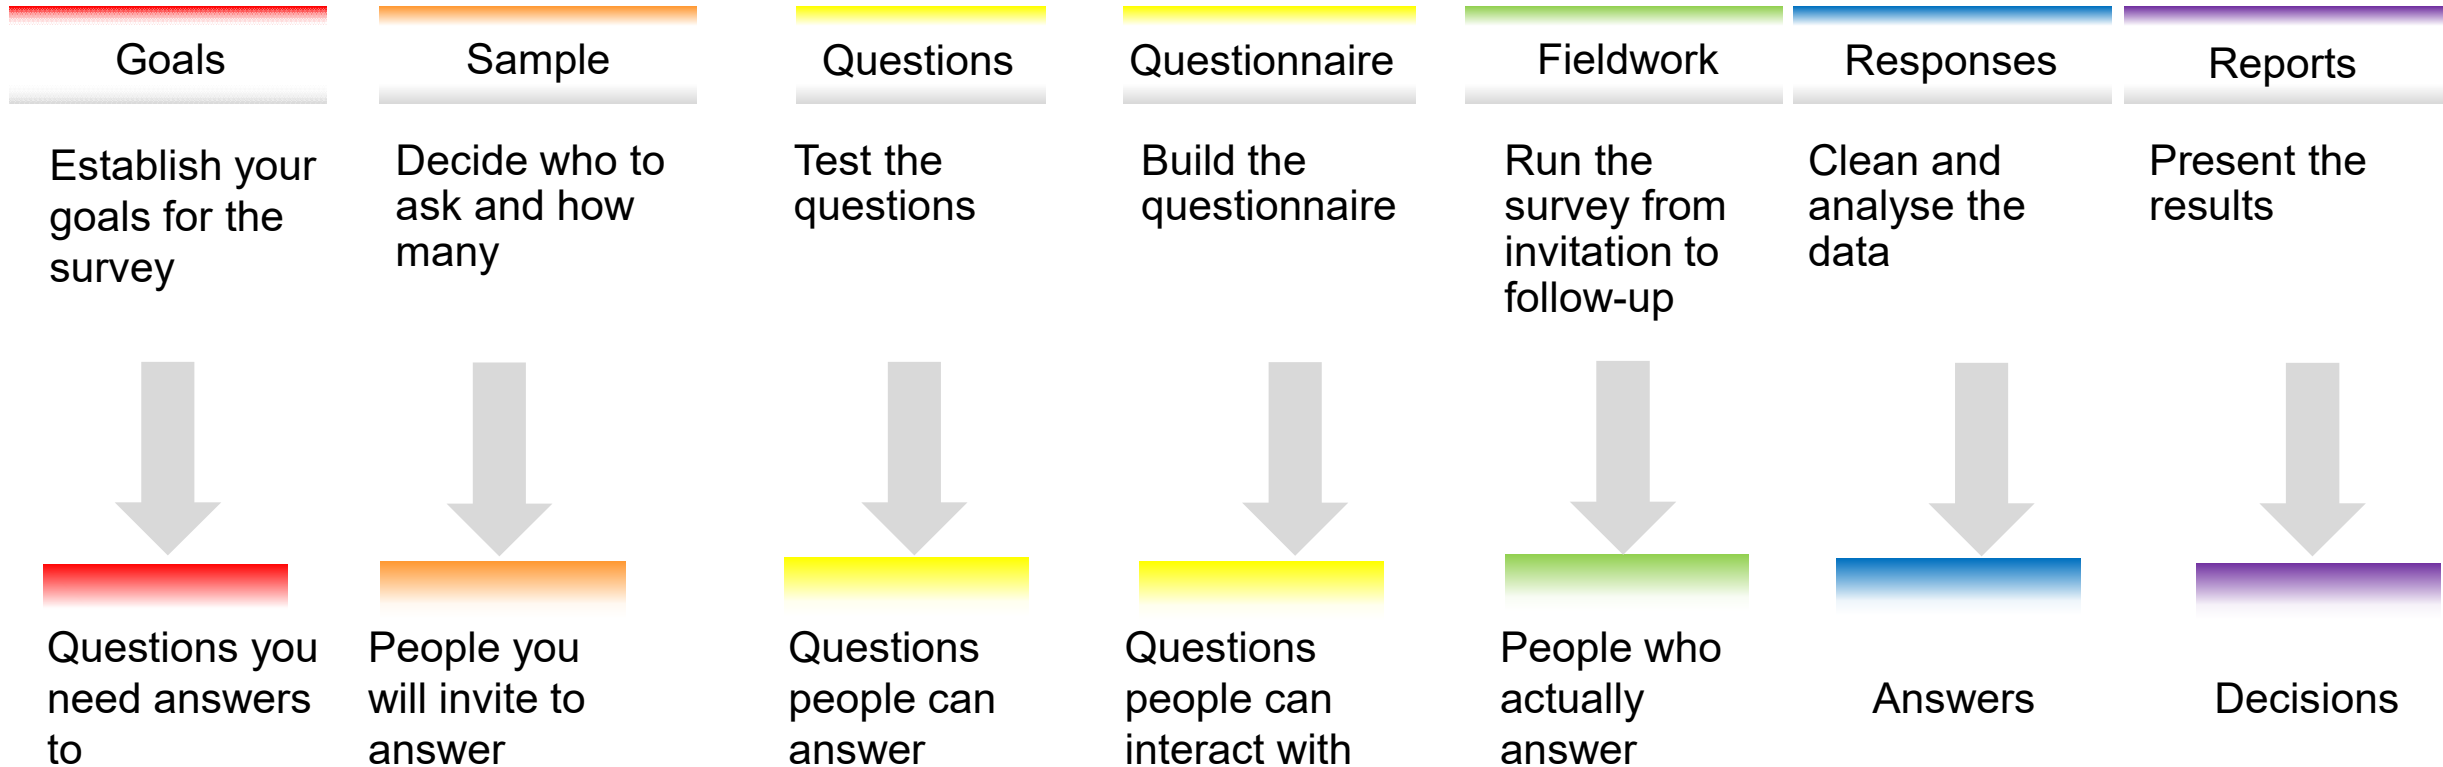 Goals
Sample
Questions
Questionnaire
Fieldwork
Responses
Reports
Establish your
goals for the
survey
Decide who to
ask and how
many
Test the
questions
Build the
questionnaire
Run the
survey from
invitation to
follow-up
Clean and
analyse the
data
Present the
results
Questions you
need answers
to
People you
will invite to
answer
Questions
people can
answer
Questions
people can
interact with
People who
actually
answer
Answers
Decisions